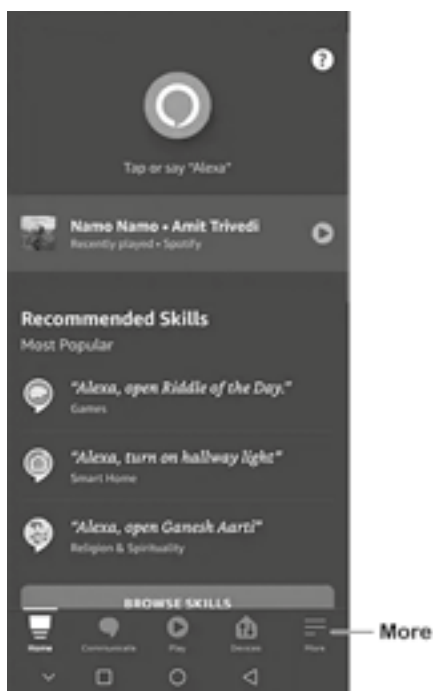 ?
Tap or say "Alexa"
Namo Namo • Amit Trivedi
Recently played • Spotify
Recommended Skills
Most Popular
"Alexa, open Riddle of the Day."
Games
"Alexa, turn on hallway light"
Smart Home
"Alexa, open Ganesh Aarti"
Religion & Spirituality
BROWSE SKILLS
Home Communicate Play Devices More
More